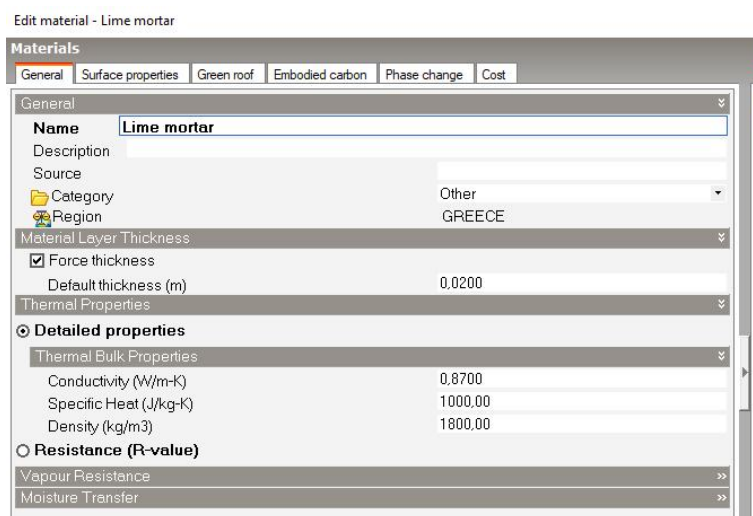 Edit material - Lime mortar
Materials
General Surface properties Green roof Embodied carbon Phase change Cost
General
Name Lime mortar
Description
Source
Category Other
Region GREECE
Material Layer Thickness
Force thickness
Default thickness (m) 0,0200
Thermal Properties
Detailed properties
Thermal Bulk Properties
Conductivity (W/m-K) 0,8700
Specific Heat (J/kg-K) 1000,00
Density (kg/m3) 1800,00
Resistance (R-value)
Vapour Resistance
Moisture Transfer